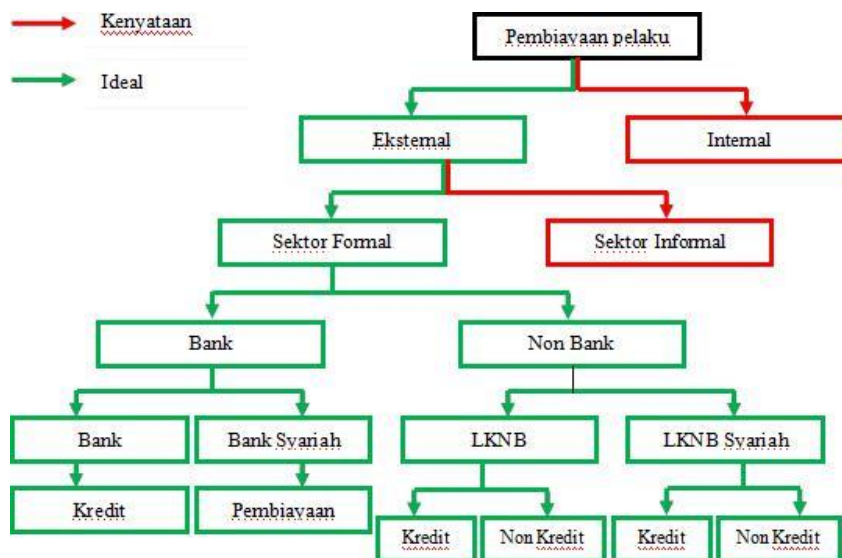 Kenyataan
Pembiayaan pelaku
Ideal
Eksternal
Internal
Sektor Formal
Sektor Informal
Bank
Non Bank
Bank
Bank Syariah
LKNB
LKNB Syariah
Kredit
Pembiayaan
Kredit
Non Kredit
Kredit
Non Kredit